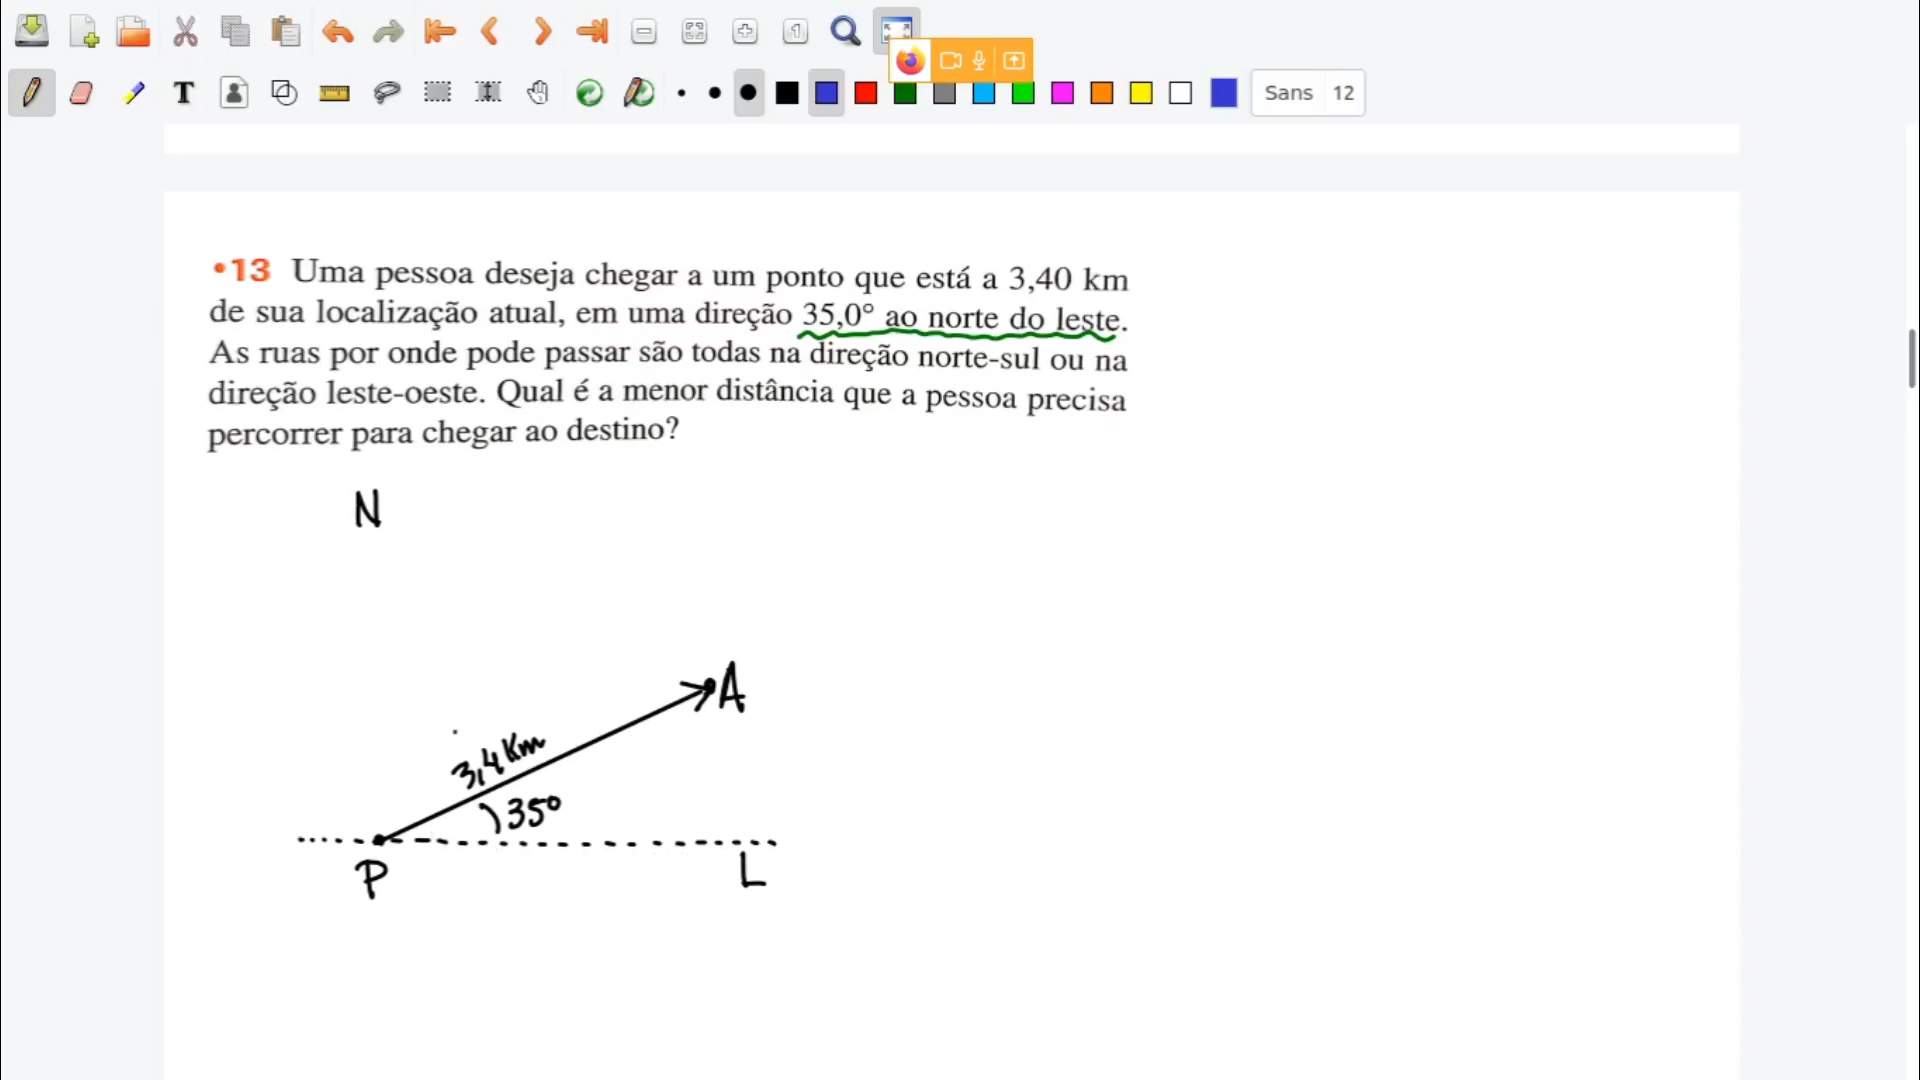 T
1
Sans 12
•13 Uma pessoa deseja chegar a um ponto que está a 3,40 km
de sua localização atual, em uma direção 35,0° ao norte do leste.
As ruas por onde pode passar são todas na direção norte-sul ou na
direção leste-oeste. Qual é a menor distância que a pessoa precisa
percorrer para chegar ao destino?
N
A
3,4 Km
35°
P
L